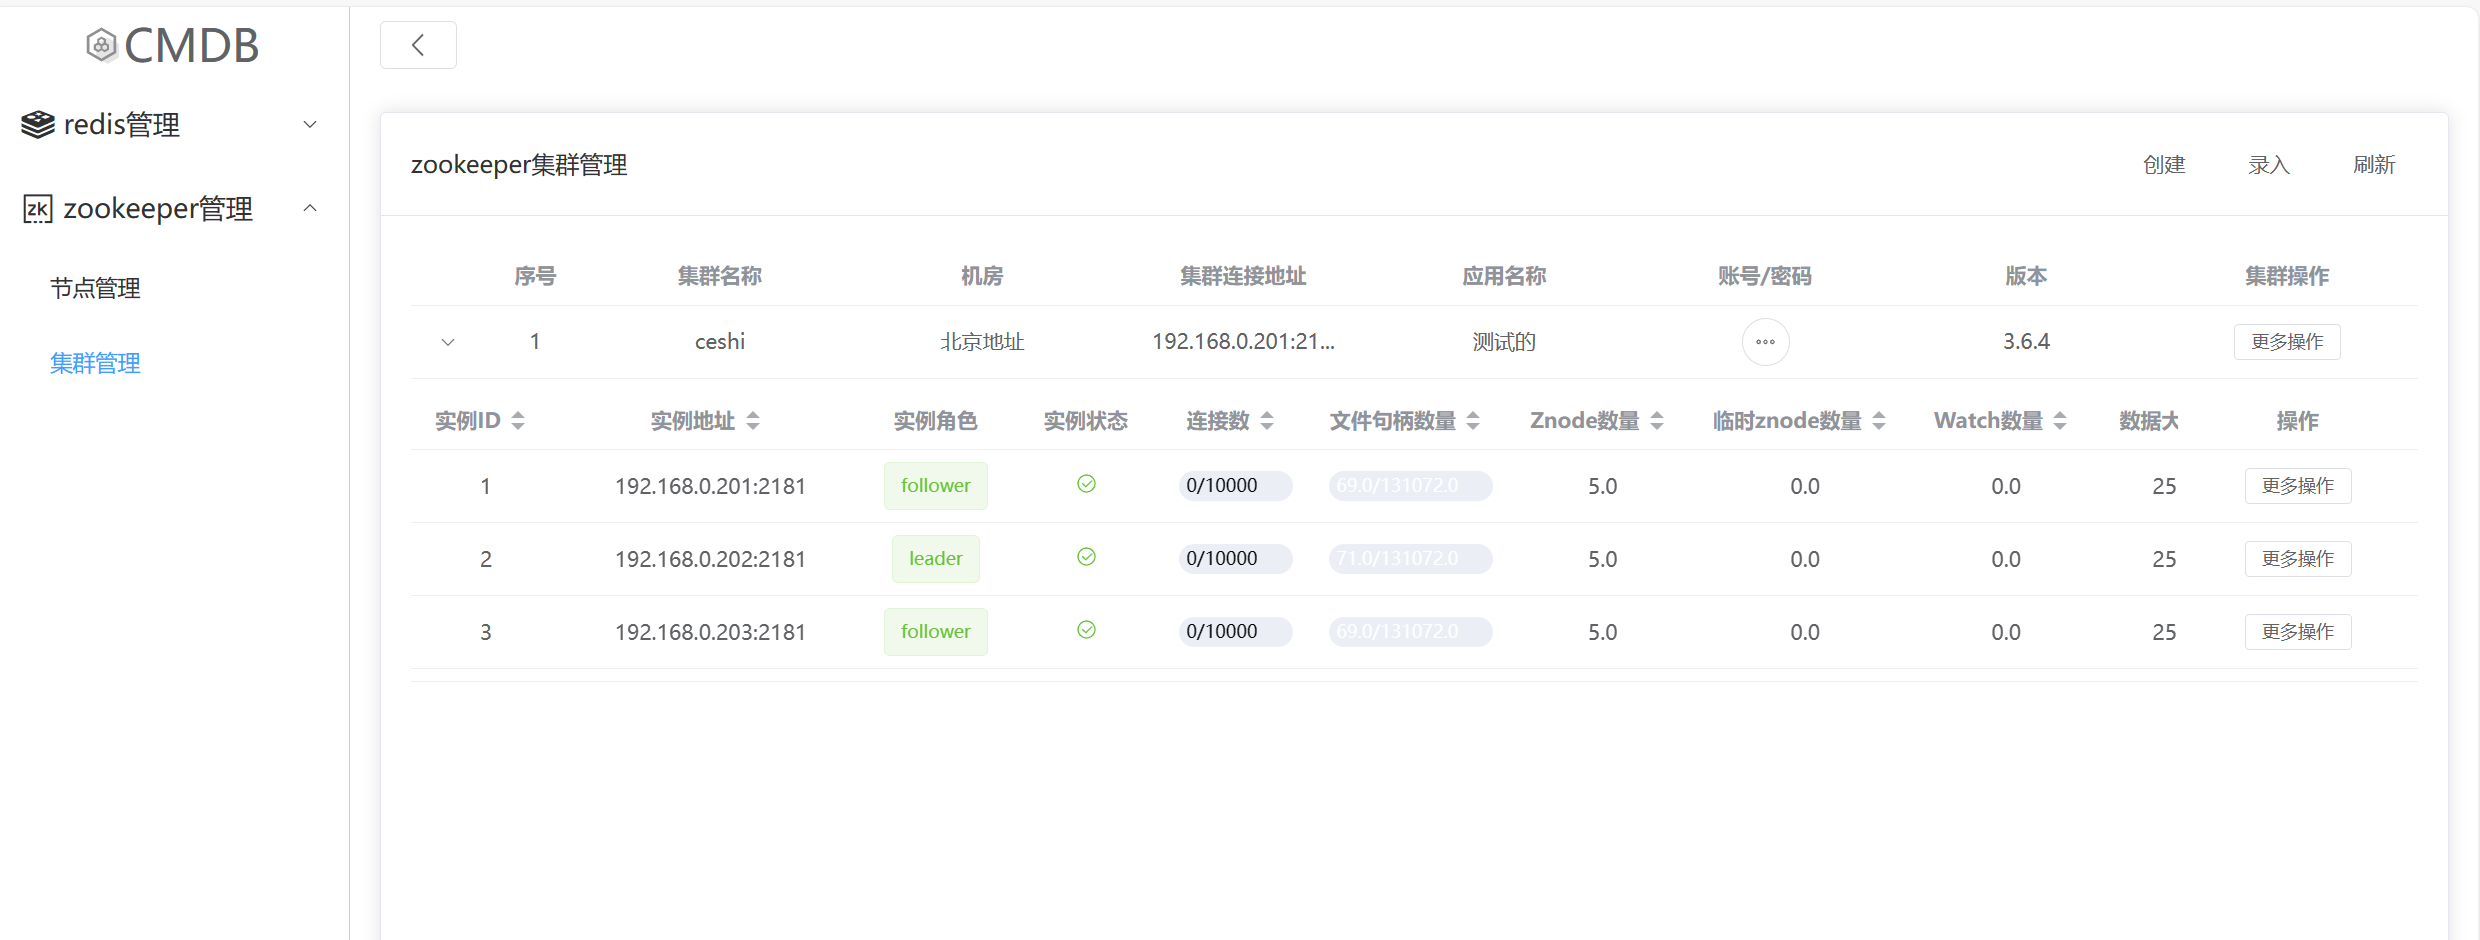 CMDB
redis管理
zookeeper管理
节点管理
集群管理
zookeeper集群管理 创建 录入 刷新
序号 集群名称 机房 集群连接地址 应用名称 账号/密码 版本 集群操作
1 ceshi 北京地址 192.168.0.201:21... 测试的 3.6.4 更多操作
实例ID 实例地址 实例角色 实例状态 连接数 文件句柄数量 Znode数量 临时znode数量 Watch数量 数据大 操作
1 192.168.0.201:2181 follower 0/10000 69.0/131072.0 5.0 0.0 0.0 25 更多操作
2 192.168.0.202:2181 leader 0/10000 71.0/131072.0 5.0 0.0 0.0 25 更多操作
3 192.168.0.203:2181 follower 0/10000 69.0/131072.0 5.0 0.0 0.0 25 更多操作